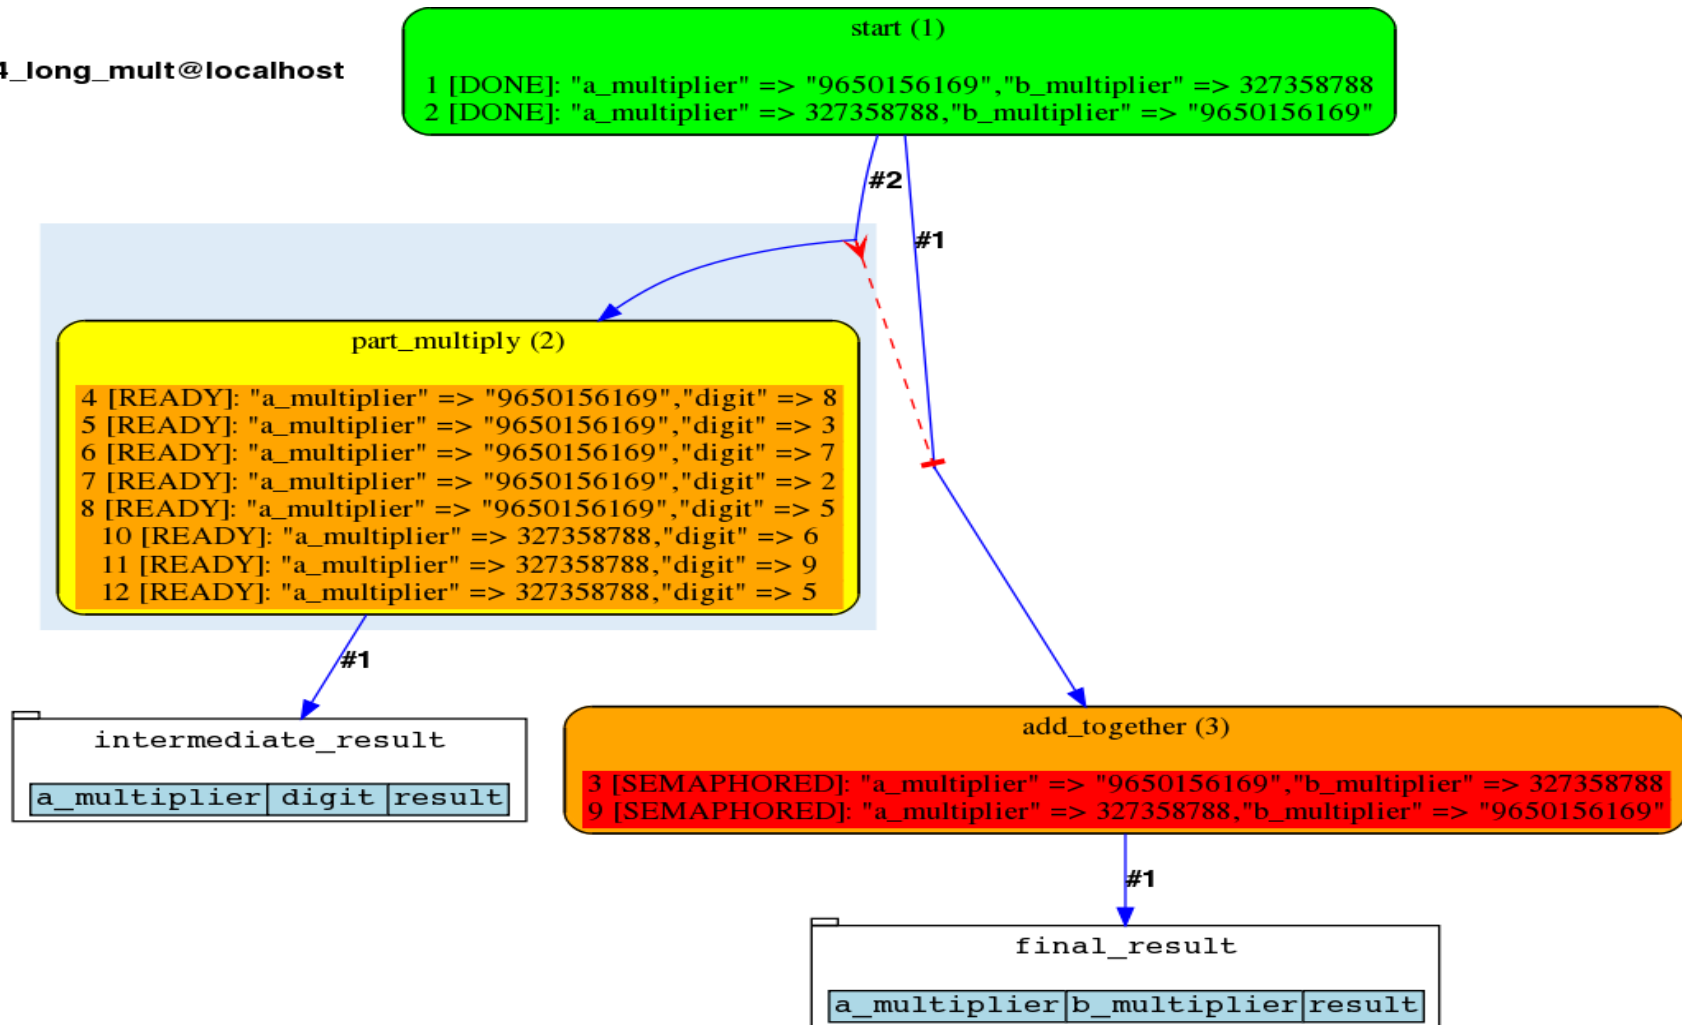 start (1)
4_long_mult@localhost
1 [DONE]: "a_multiplier" => "9650156169","b_multiplier" => 327358788
2 [DONE]: "a_multiplier" => 327358788,"b_multiplier" => "9650156169"
#2
#1
part_multiply (2)
4 [READY]: "a_multiplier" => "9650156169","digit" => 8
5 [READY]: "a_multiplier" => "9650156169","digit" => 3
6 [READY]: "a_multiplier" => "9650156169","digit" => 7
7 [READY]: "a_multiplier" => "9650156169","digit" => 2
8 [READY]: "a_multiplier" => "9650156169","digit" => 5
10 [READY]: "a_multiplier" => 327358788,"digit" => 6
11 [READY]: "a_multiplier" => 327358788,"digit" => 9
12 [READY]: "a_multiplier" => 327358788,"digit" => 5
#1
intermediate_result
a_multiplier digit result
add_together (3)
3 [SEMAPHORED]: "a_multiplier" => "9650156169","b_multiplier" => 327358788
9 [SEMAPHORED]: "a_multiplier" => 327358788,"b_multiplier" => "9650156169"
#1
final_result
a_multiplier b_multiplier result